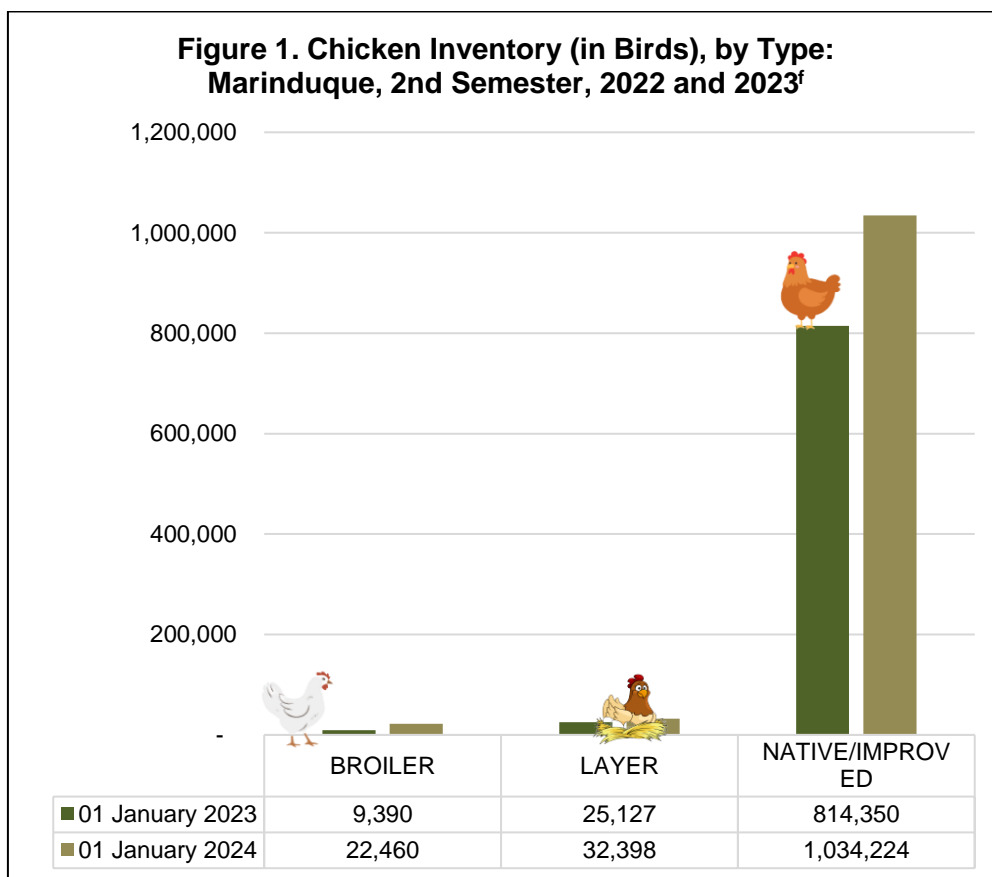 Figure 1. Chicken Inventory (in Birds), by Type:
Marinduque, 2nd Semester, 2022 and 2023f
1,200,000
1,000,000
800,000
600,000
400,000
200,000
-
BROILER LAYER NATIVE/IMPROV
ED
01 January 2023 9,390 25,127 814,350
01 January 2024 22,460 32,398 1,034,224